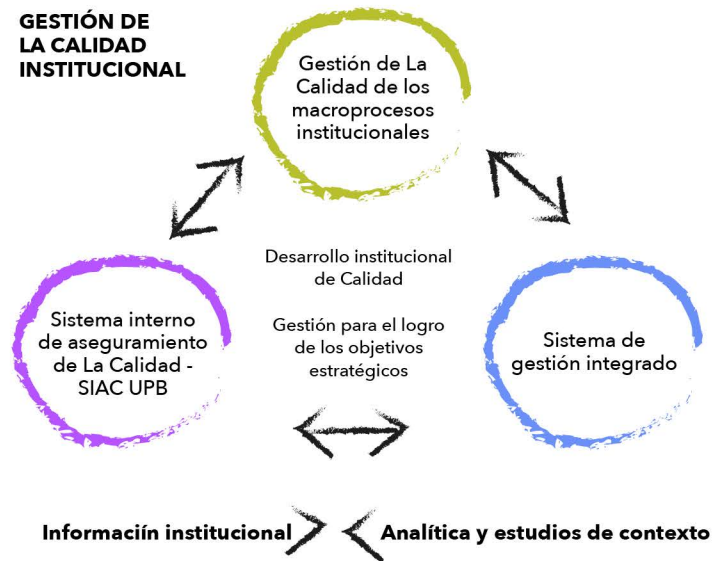 GESTIÓN DE
LA CALIDAD
INSTITUCIONAL
Gestión de La
Calidad de los
macroprocesos
institucionales
Desarrollo institucional
de Calidad
Gestión para el logro
de los objetivos
estratégicos
Sistema interno
de aseguramiento
de La Calidad -
SIAC UPB
Sistema de
gestión integrado
Informaciín institucional
Analítica y estudios de contexto